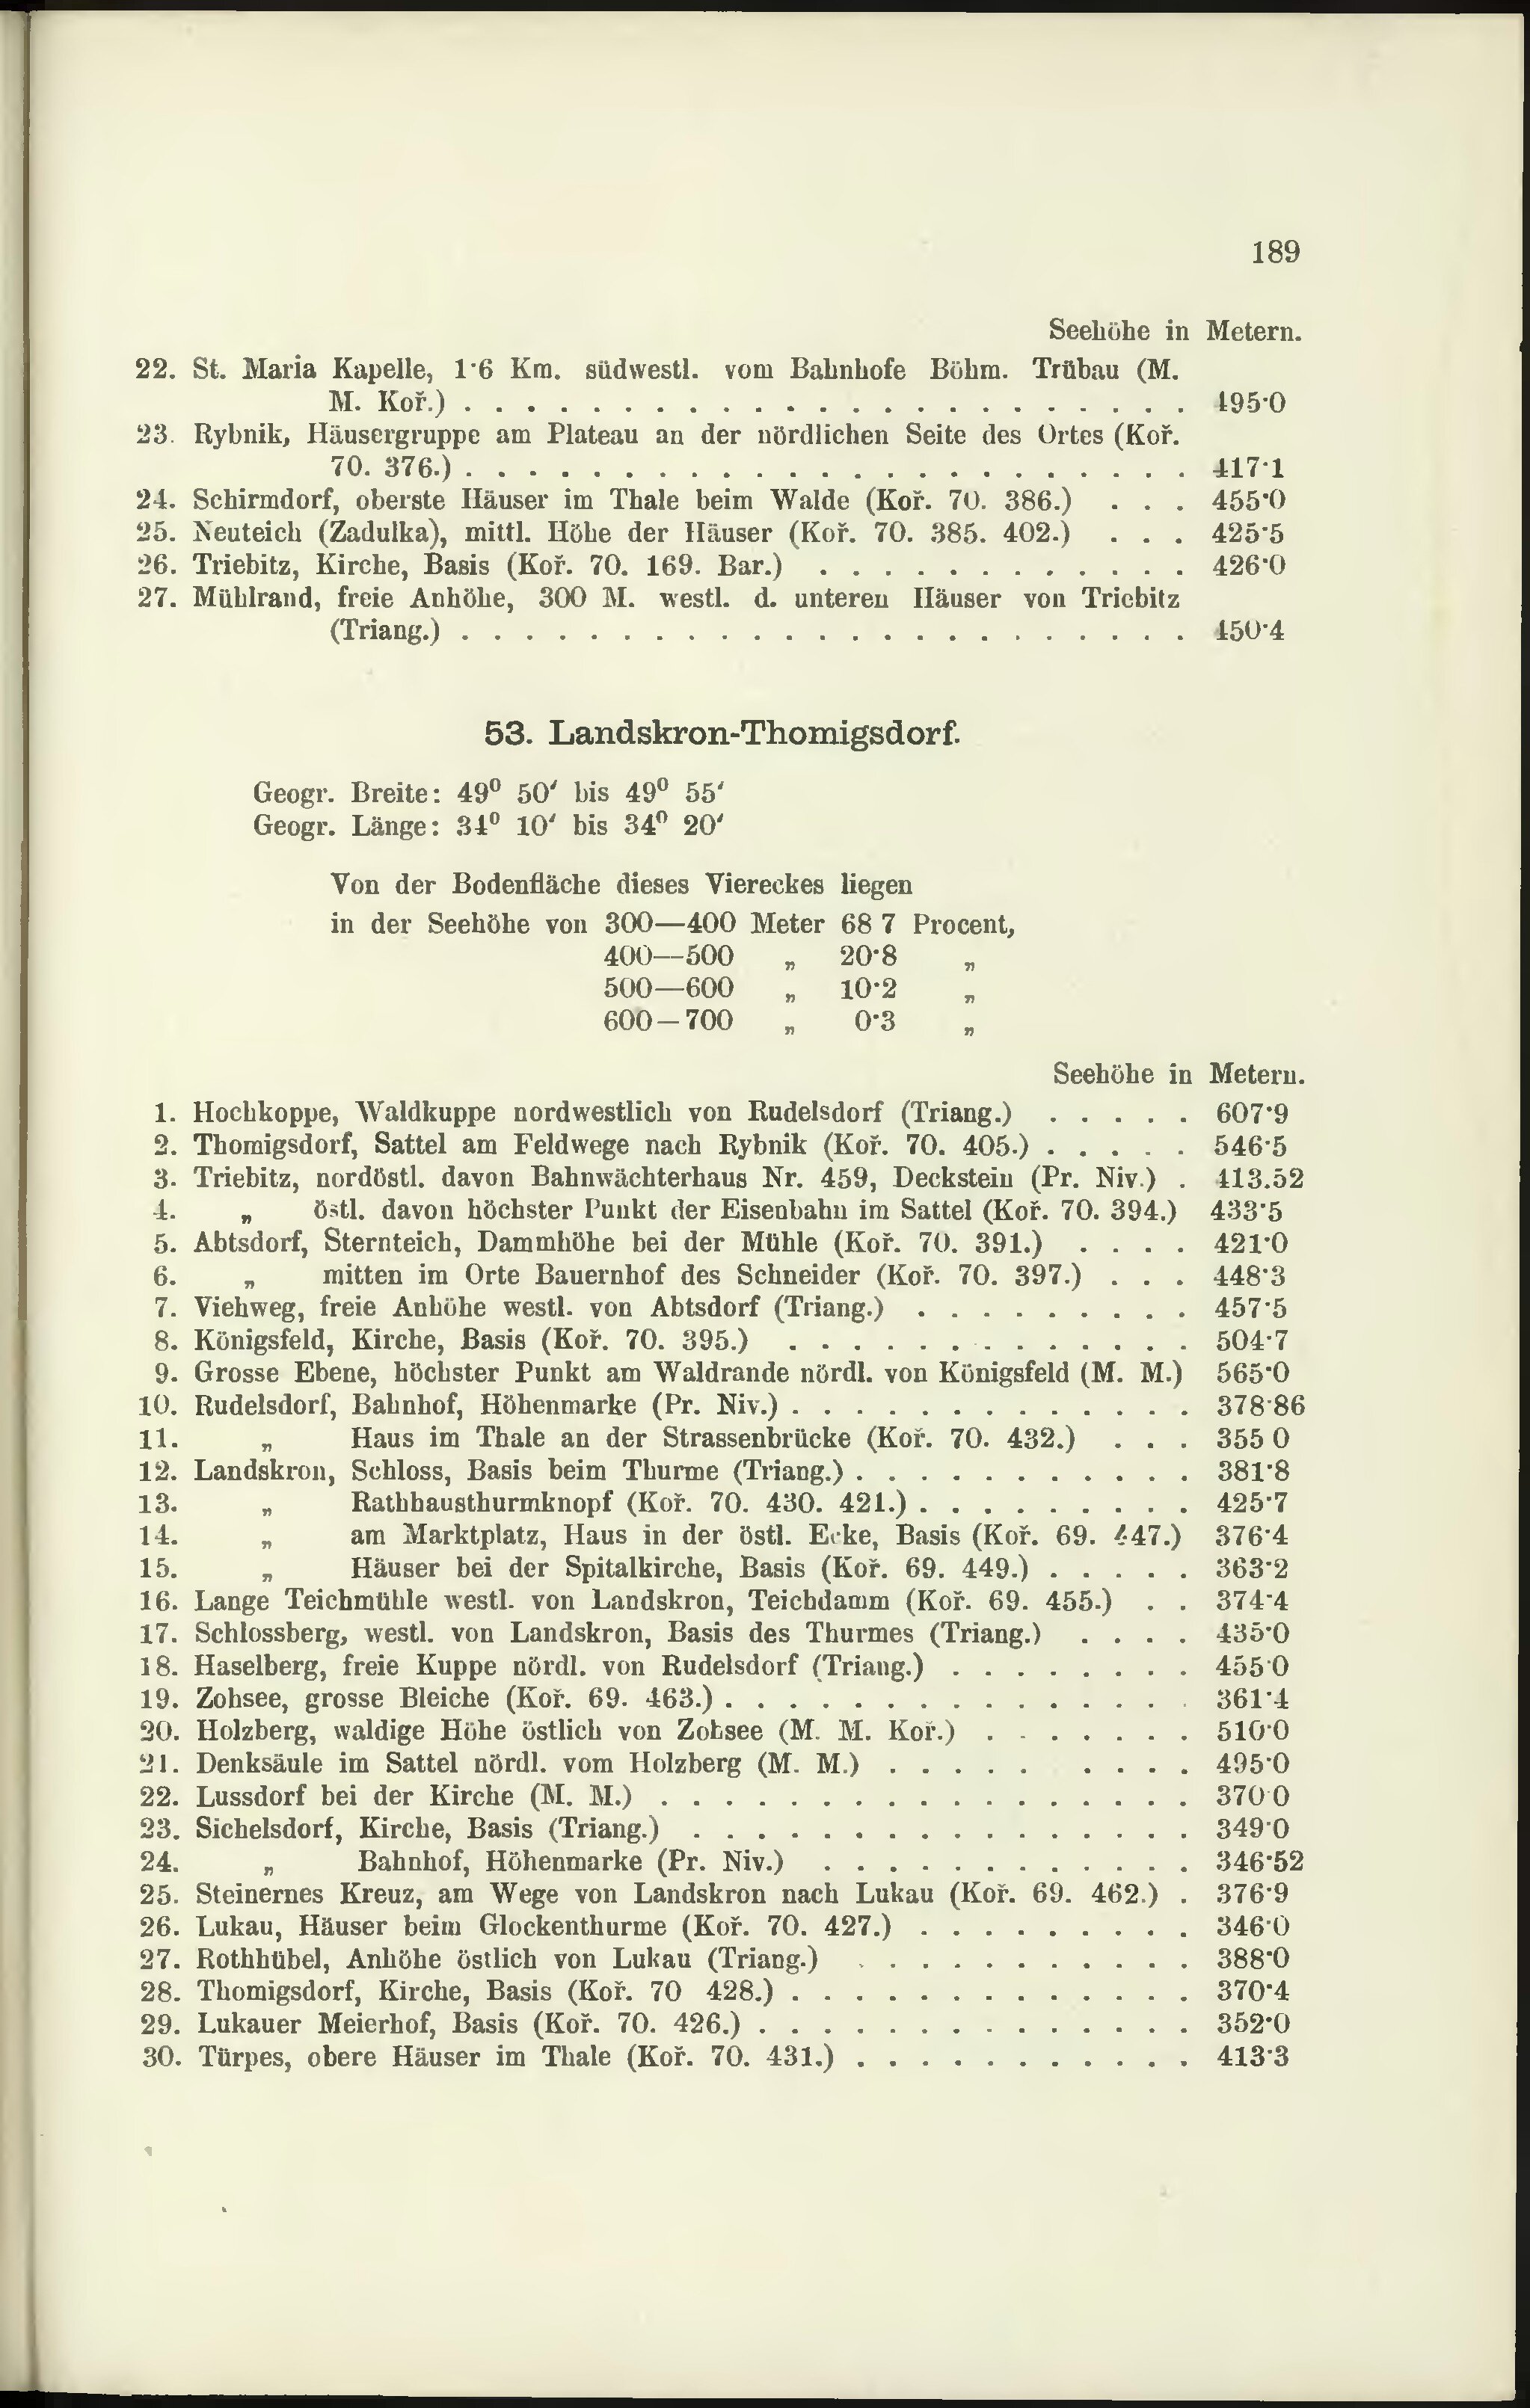 189
Seehöhe in Metern.
22. St. Maria Kapelle, 1·6 Km. südwestl. vom Bahnhofe Böhm. Trübau (M.
M. Koř.) . . . . . . . . . . . . . . . . . . . . . . . 495·0
23. Rybnik, Häusergruppe am Plateau an der nördlichen Seite des Ortes (Koř.
70. 376.) . . . . . . . . . . . . . . . . . . . . . . . 417·1
24. Schirmdorf, oberste Häuser im Thale beim Walde (Koř. 70. 386.) . . . 455·0
25. Neuteich (Zadulka), mittl. Höhe der Häuser (Koř. 70. 385. 402.) . . . 425·5
26. Triebitz, Kirche, Basis (Koř. 70. 169. Bar.) . . . . . . . . . . . . 426·0
27. Mühlrand, freie Anhöhe, 300 M. westl. d. unteren Häuser von Triebitz
(Triang.) . . . . . . . . . . . . . . . . . . . . . . . 450·4
53. Landskron-Thomigsdorf.
Geogr. Breite: 49⁰ 50′ bis 49⁰ 55′
Geogr. Länge: 34⁰ 10′ bis 34⁰ 20′
Von der Bodenfläche dieses Viereckes liegen
in der Seehöhe von 300—400 Meter 68 7 Procent,
400—500 „ 20·8 „
500—600 „ 10·2 „
600—700 „ 0·3 „
Seehöhe in Metern.
1. Hochkoppe, Waldkuppe nordwestlich von Rudelsdorf (Triang.) . . . . . 607·9
2. Thomigsdorf, Sattel am Feldwege nach Rybnik (Koř. 70. 405.) . . . . . 546·5
3. Triebitz, nordöstl. davon Bahnwächterhaus Nr. 459, Deckstein (Pr. Niv.) . 413.52
4. „ östl. davon höchster Punkt der Eisenbahn im Sattel (Koř. 70. 394.) 433·5
5. Abtsdorf, Sternteich, Dammhöhe bei der Mühle (Koř. 70. 391.) . . . . 421·0
6. „ mitten im Orte Bauernhof des Schneider (Koř. 70. 397.) . . . 448·3
7. Viehweg, freie Anhöhe westl. von Abtsdorf (Triang.) . . . . . . . . . 457·5
8. Königsfeld, Kirche, Basis (Koř. 70. 395.) . . . . . . . . . . . . . 504·7
9. Grosse Ebene, höchster Punkt am Waldrande nördl. von Königsfeld (M. M.) 565·0
10. Rudelsdorf, Bahnhof, Höhenmarke (Pr. Niv.) . . . . . . . . . . . . . 378·86
11. „ Haus im Thale an der Strassenbrücke (Koř. 70. 432.) . . . 355 0
12. Landskron, Schloss, Basis beim Thurme (Triang.) . . . . . . . . . . . 381·8
13. „ Rathhausthurmknopf (Koř. 70. 430. 421.) . . . . . . . . . 425·7
14. „ am Marktplatz, Haus in der östl. Ecke, Basis (Koř. 69. 447.) 376·4
15. „ Häuser bei der Spitalkirche, Basis (Koř. 69. 449.) . . . . . 363·2
16. Lange Teichmühle westl. von Landskron, Teichdamm (Koř. 69. 455.) . . 374·4
17. Schlossberg, westl. von Landskron, Basis des Thurmes (Triang.) . . . . 435·0
18. Haselberg, freie Kuppe nördl. von Rudelsdorf (Triang.) . . . . . . . . 455·0
19. Zohsee, grosse Bleiche (Koř. 69. 463.) . . . . . . . . . . . . . . . 361·4
20. Holzberg, waldige Höhe östlich von Zohsee (M. M. Koř.) . . . . . . . 510·0
21. Denksäule im Sattel nördl. vom Holzberg (M. M.) . . . . . . . . . 495·0
22. Lussdorf bei der Kirche (M. M.) . . . . . . . . . . . . . . . . . 370 0
23. Sichelsdorf, Kirche, Basis (Triang.) . . . . . . . . . . . . . . . . 349·0
24. „ Bahnhof, Höhenmarke (Pr. Niv.) . . . . . . . . . . . . 346·52
25. Steinernes Kreuz, am Wege von Landskron nach Lukau (Koř. 69. 462.) . 376·9
26. Lukau, Häuser beim Glockenthurme (Koř. 70. 427.) . . . . . . . . . 346·0
27. Rothhübel, Anhöhe östlich von Lukau (Triang.) . . . . . . . . . . . 388·0
28. Thomigsdorf, Kirche, Basis (Koř. 70 428.) . . . . . . . . . . . . . 370·4
29. Lukauer Meierhof, Basis (Koř. 70. 426.) . . . . . . . . . . . . . . 352·0
30. Türpes, obere Häuser im Thale (Koř. 70. 431.) . . . . . . . . . . . 413·3